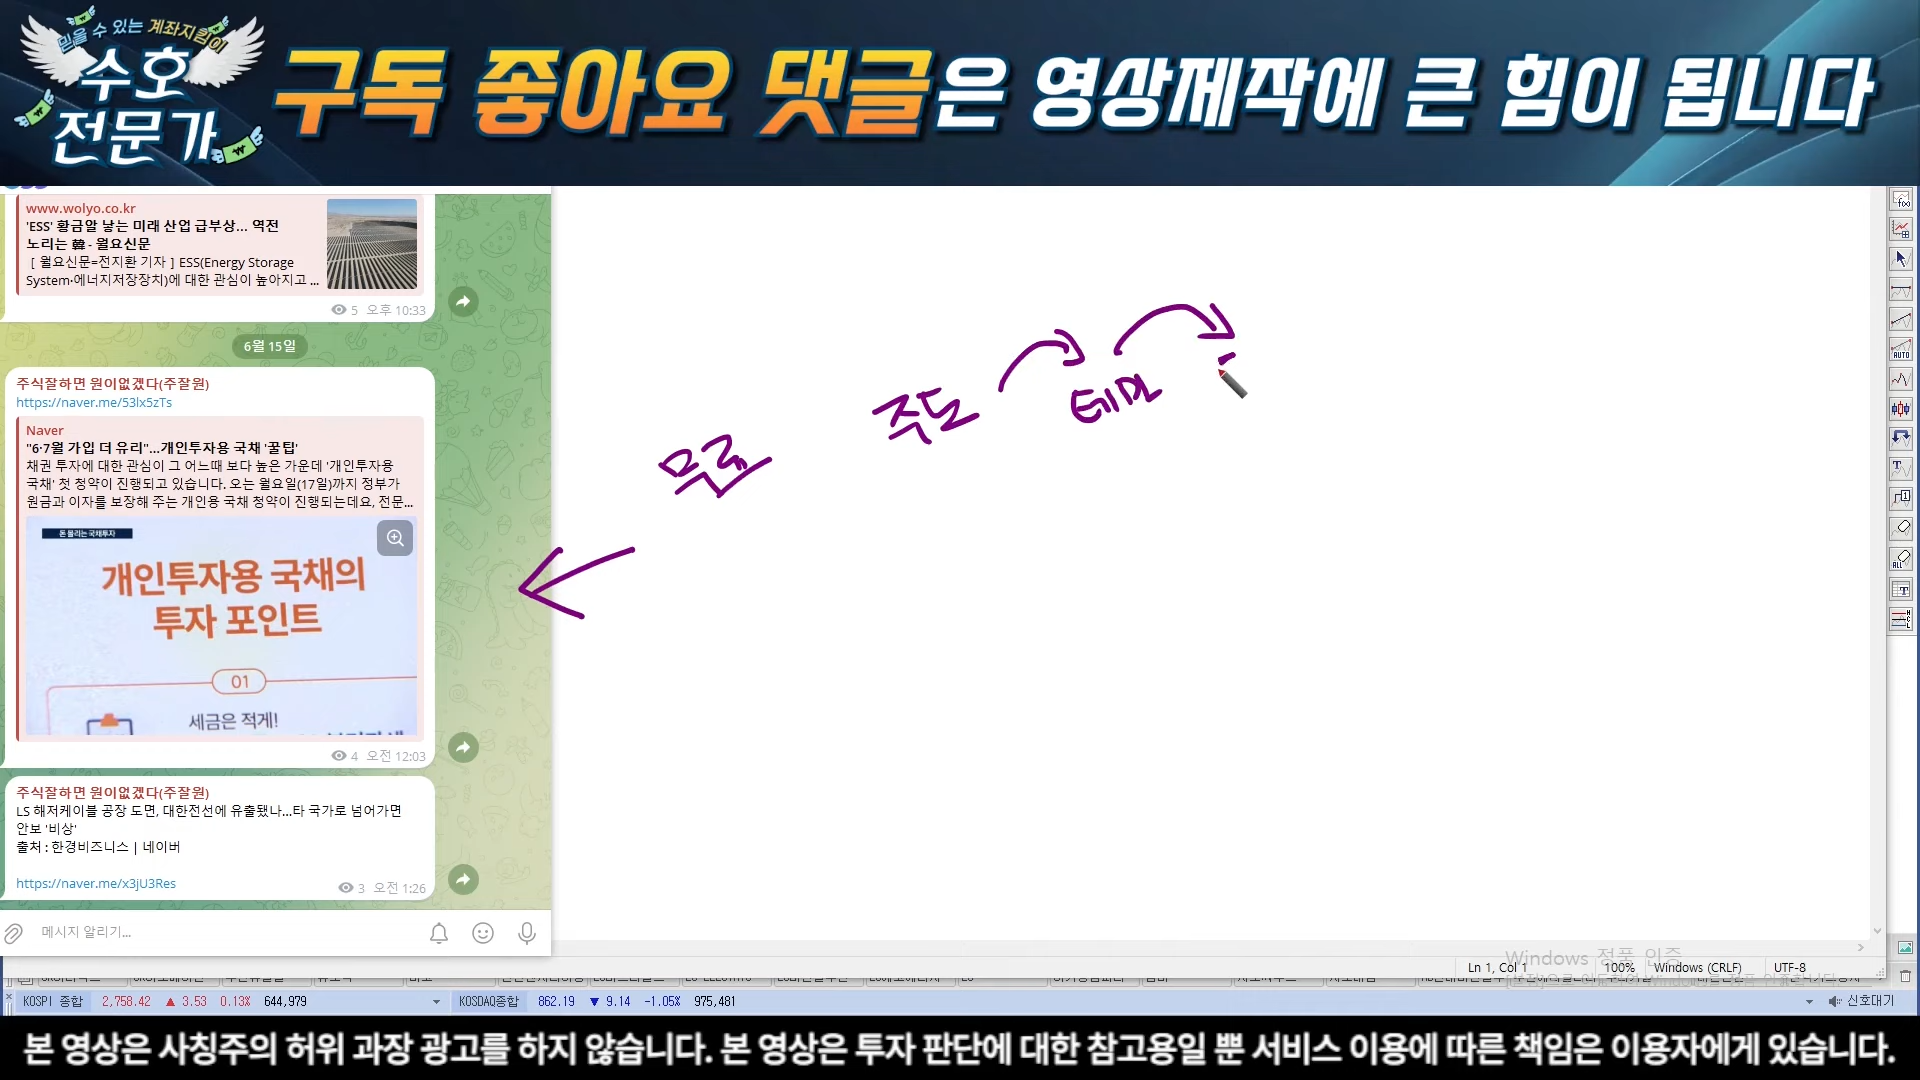 믿을 수 있는 계좌지킴이
수호
전문가
구독 좋아요 댓글은 영상제작에 큰 힘이 됩니다
www.wolyo.co.kr
'ESS' 황금알 낳는 미래 산업 급부상... 역전
노리는 韓 - 월요신문
[ 월요신문=전지환 기자 ] ESS(Energy Storage
System·에너지저장장치)에 대한 관심이 높아지고 ...
5 오후 10:33
6월 15일
주식잘하면 원이없겠다(주잘원)
https://naver.me/53lx5zTs
Naver
"6·7월 가입 더 유리"...개인투자용 국채 '꿀팁'
채권 투자에 대한 관심이 그 어느때 보다 높은 가운데 '개인투자용
국채' 첫 청약이 진행되고 있습니다. 오는 월요일(17일)까지 정부가
원금과 이자를 보장해 주는 개인용 국채 청약이 진행되는데요, 전문...
돈 불리는 국채투자
개인투자용 국채의
투자 포인트
01
세금은 적게!
4 오전 12:03
주식잘하면 원이없겠다(주잘원)
LS 해저케이블 공장 도면, 대한전선에 유출됐나...타 국가로 넘어가면
안보 '비상'
출처 : 한경비즈니스 | 네이버
https://naver.me/x3jU3Res
3 오전 1:26
메시지 알리기...
무료
주도
테마
Windows 정품 인증
Ln 1, Col 1 100% Windows (CRLF) UTF-8
KOSPI 종합 2,758.42 ▲ 3.53 0.13% 644,979 KOSDAQ종합 862.19 ▼ 9.14 -1.05% 975,481 신호대기
본 영상은 사칭주의 허위 과장 광고를 하지 않습니다. 본 영상은 투자 판단에 대한 참고용일 뿐 서비스 이용에 따른 책임은 이용자에게 있습니다.